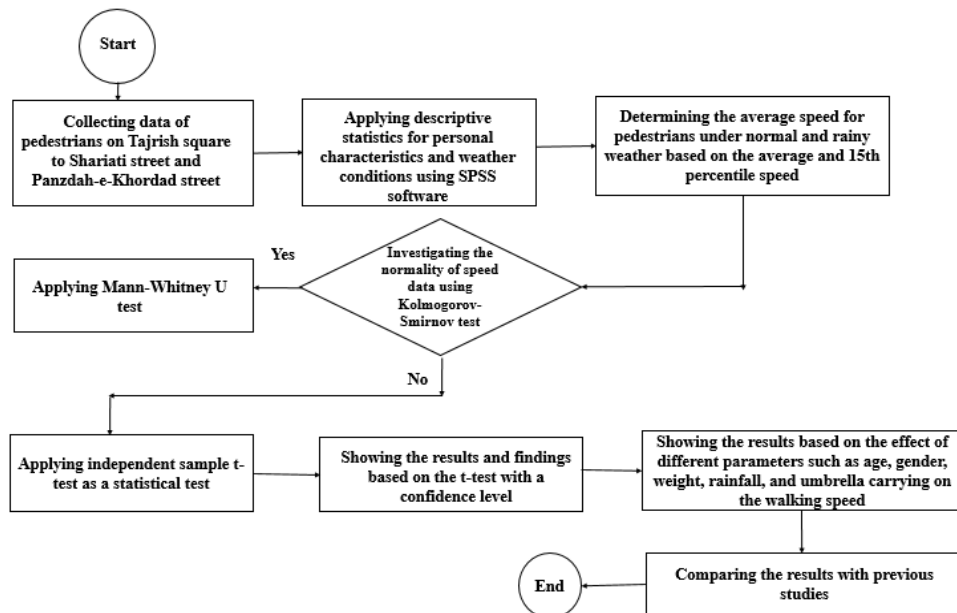 Start
Collecting data of
pedestrians on Tajrish square
to Shariati street and
Panzdah-e-Khordad street
Applying descriptive
statistics for personal
characteristics and weather
conditions using SPSS
software
Determining the average speed for
pedestrians under normal and rainy
weather based on the average and 15th
percentile speed
Investigating the
normality of speed
data using
Kolmogorov-
Smirnov test
Yes
Applying Mann-Whitney U
test
No
Applying independent sample t-
test as a statistical test
Showing the results and findings
based on the t-test with a
confidence level
Showing the results based on the effect of
different parameters such as age, gender,
weight, rainfall, and umbrella carrying on
the walking speed
Comparing the results with previous
studies
End